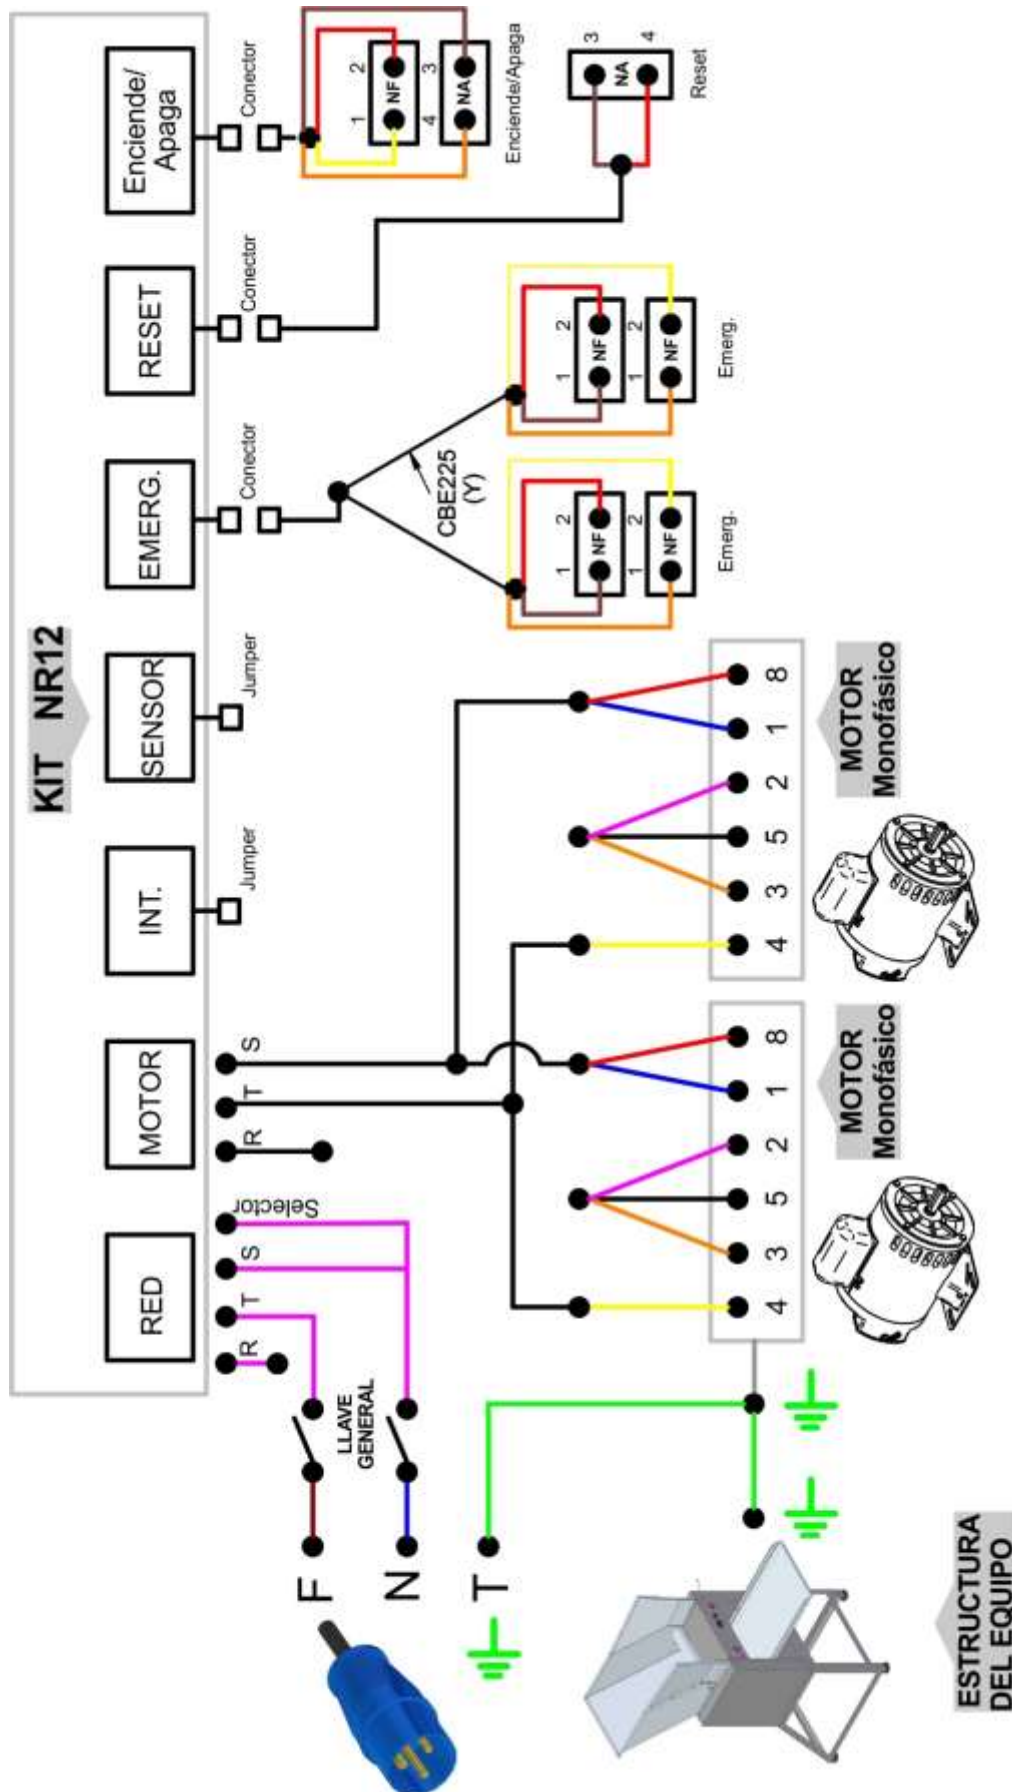 KIT NR12
RED
MOTOR
INT.
SENSOR
EMERG.
RESET
Enciende/
Apaga
R
T
S
Selector
R
T
S
Jumper
Jumper
Conector
Conector
Conector
LLAVE
GENERAL
F
N
T
CBE225
(Y)
1
2
NF
4
3
NA
Enciende/Apaga
3
4
NA
Reset
1
2
NF
1
2
NF
Emerg.
1
2
NF
1
2
NF
Emerg.
4
3
5
2
1
8
MOTOR
Monofásico
4
3
5
2
1
8
MOTOR
Monofásico
ESTRUCTURA
DEL EQUIPO